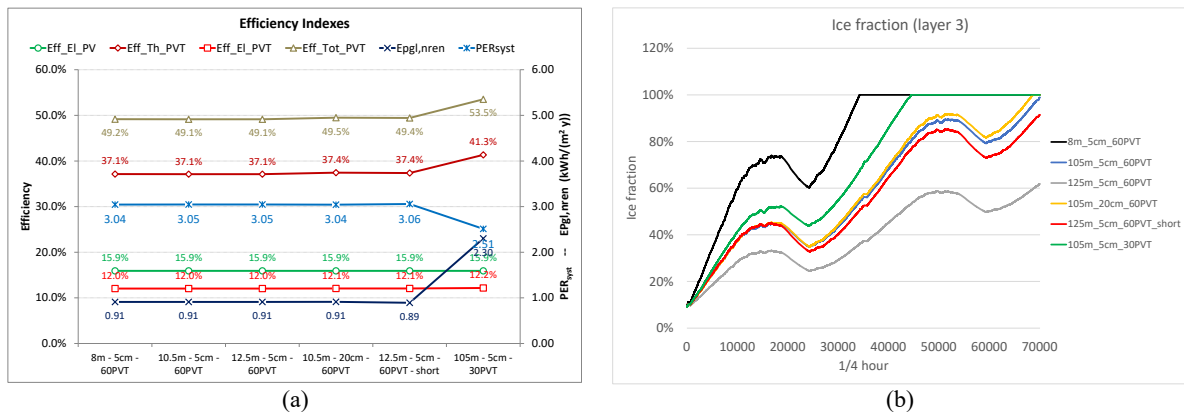 Efficiency Indexes
Eff_El_PV Eff_Th_PVT Eff_El_PVT Eff_Tot_PVT Epgl,nren PERsyst
60.0% 6.00
50.0% 5.00
40.0% 4.00
30.0% 3.00
20.0% 2.00
10.0% 1.00
0.0% 0.00
Efficiency
PERsyst -- EPgl,nren (kWh/(m² y))
49.2% 49.1% 49.1% 49.5% 49.4% 53.5%
37.1% 37.1% 37.1% 37.4% 37.4% 41.3%
3.04 3.05 3.05 3.04 3.06 2.51
2.30
15.9% 15.9% 15.9% 15.9% 15.9% 15.9%
12.0% 12.0% 12.0% 12.1% 12.1% 12.2%
0.91 0.91 0.91 0.91 0.89
8m - 5cm - 10.5m - 5cm - 12.5m - 5cm - 10.5m - 20cm - 12.5m - 5cm - 105m - 5cm -
60PVT 60PVT 60PVT 60PVT 60PVT - short 30PVT
(a)
Ice fraction (layer 3)
120%
100%
80%
60%
40%
20%
0%
Ice fraction
0 10000 20000 30000 40000 50000 60000 70000
1/4 hour
8m_5cm_60PVT
105m_5cm_60PVT
125m_5cm_60PVT
105m_20cm_60PVT
125m_5cm_60PVT_short
105m_5cm_30PVT
(b)